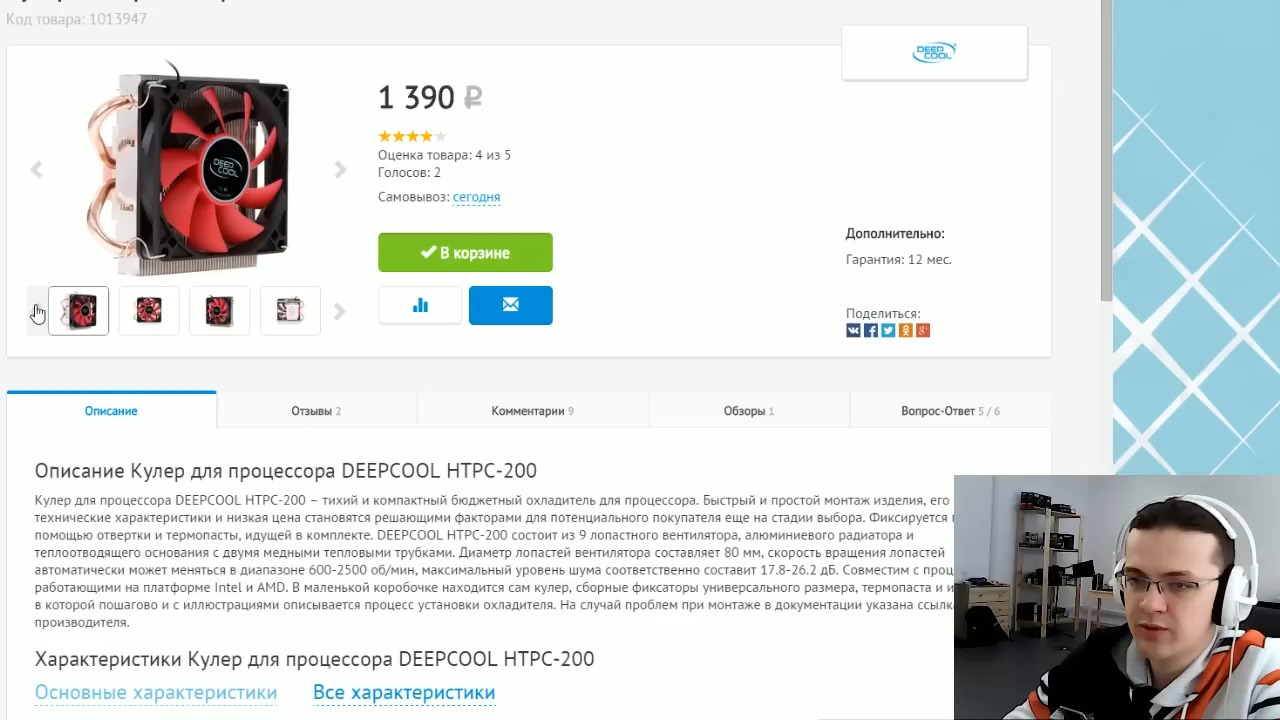 Код товара: 1013947
DEEP COOL
1 390 ₽
DEEP COOL
Оценка товара: 4 из 5
Голосов: 2
Самовывоз: сегодня
Дополнительно:
В корзине
Гарантия: 12 мес.
Поделиться:
Описание
Отзывы 2
Комментарии 9
Обзоры 1
Вопрос-Ответ 5 / 6
Описание Кулер для процессора DEEPCOOL HTPC-200
Кулер для процессора DEEPCOOL HTPC-200 – тихий и компактный бюджетный охладитель для процессора. Быстрый и простой монтаж изделия, его
технические характеристики и низкая цена становятся решающими факторами для потенциального покупателя еще на стадии выбора. Фиксируется
помощью отвертки и термопасты, идущей в комплекте. DEEPCOOL HTPC-200 состоит из 9 лопастного вентилятора, алюминиевого радиатора и
теплоотводящего основания с двумя медными тепловыми трубками. Диаметр лопастей вентилятора составляет 80 мм, скорость вращения лопастей
автоматически может меняться в диапазоне 600-2500 об/мин, максимальный уровень шума соответственно составит 17.8-26.2 дБ. Совместим с проц
работающими на платформе Intel и AMD. В маленькой коробочке находится сам кулер, сборные фиксаторы универсального размера, термопаста и и
в которой пошагово и с иллюстрациями описывается процесс установки охладителя. На случай проблем при монтаже в документации указана ссылк
производителя.
Характеристики Кулер для процессора DEEPCOOL HTPC-200
Основные характеристики
Все характеристики